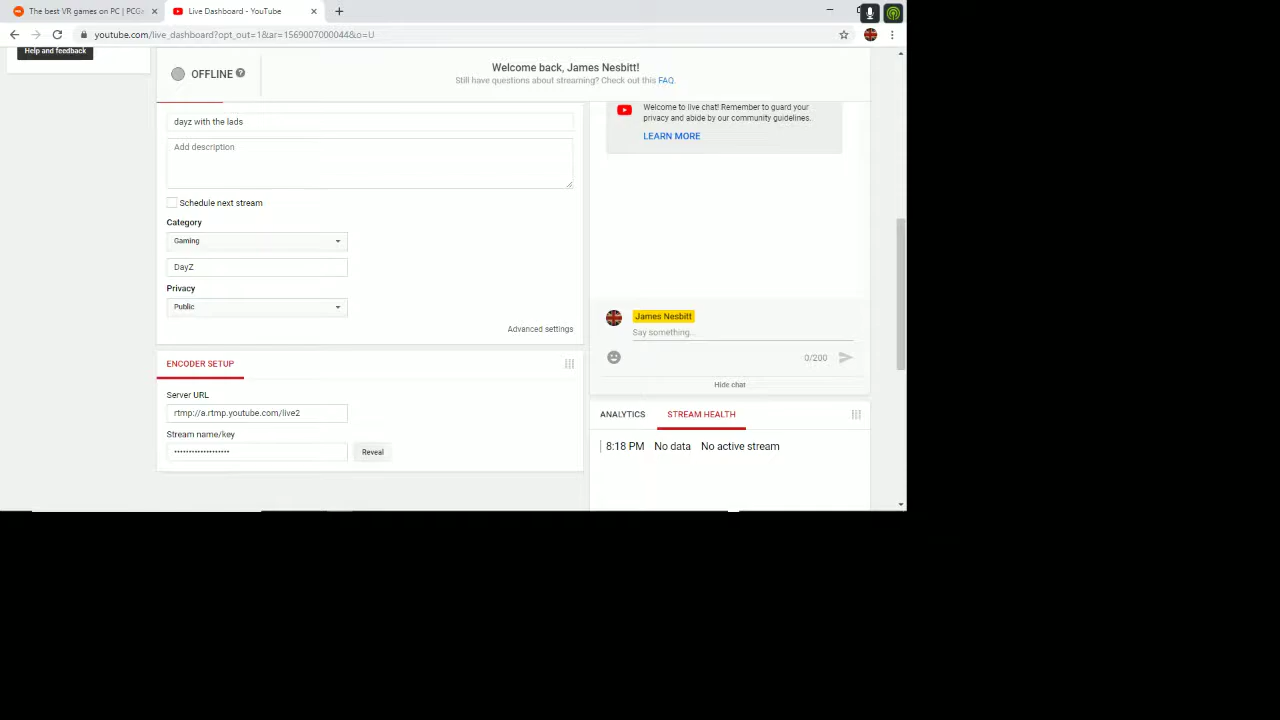 The best VR games on PC | PCGa
Live Dashboard - YouTube
youtube.com/live_dashboard?opt_out=1&ar=1569007000044&o=U
Help and feedback
OFFLINE
Welcome back, James Nesbitt!
Still have questions about streaming? Check out this FAQ.
dayz with the lads
Add description
Schedule next stream
Category
Gaming
DayZ
Privacy
Public
Advanced settings
ENCODER SETUP
Server URL
rtmp://a.rtmp.youtube.com/live2
Stream name/key
Reveal
Welcome to live chat! Remember to guard your
privacy and abide by our community guidelines.
LEARN MORE
James Nesbitt
Say something...
0/200
Hide chat
ANALYTICS
STREAM HEALTH
8:18 PM No data No active stream